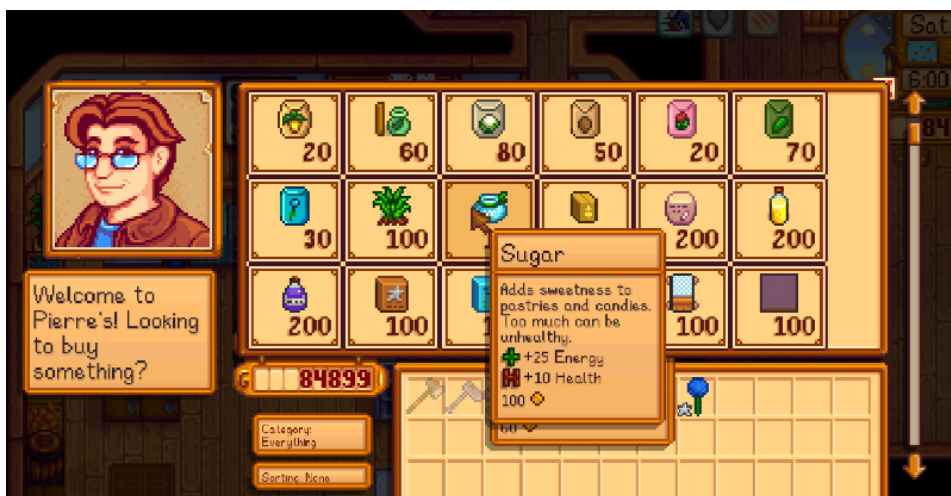 Sat.
6:00
84
20 60 80 50 20 70
30 100 200 200
200 100 100 100
Welcome to
Pierre's! Looking
to buy
something?
Sugar
Adds sweetness to
pastries and candies.
Too much can be
unhealthy.
+25 Energy
+10 Health
100
60
G 84899
Category:
Everything
Sorting: None